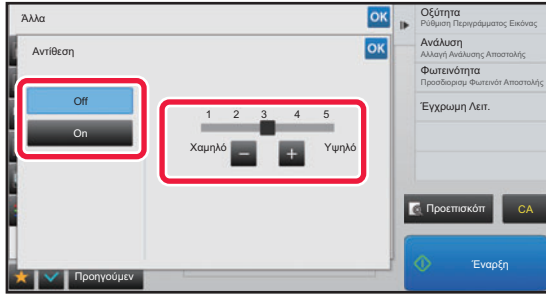 Άλλα
OK
Αντίθεση
OK
Off
On
1 2 3 4 5
Χαμηλό
−
+
Υψηλό
Προηγούμεν
Οξύτητα
Ρύθμιση Περιγράμματος Εικόνας
Ανάλυση
Αλλαγή Ανάλυσης Αποστολής
Φωτεινότητα
Προσδιορισμ Φωτεινότ Αποστολής
Έγχρωμη Λειτ.
Προεπισκόπ
CA
Έναρξη